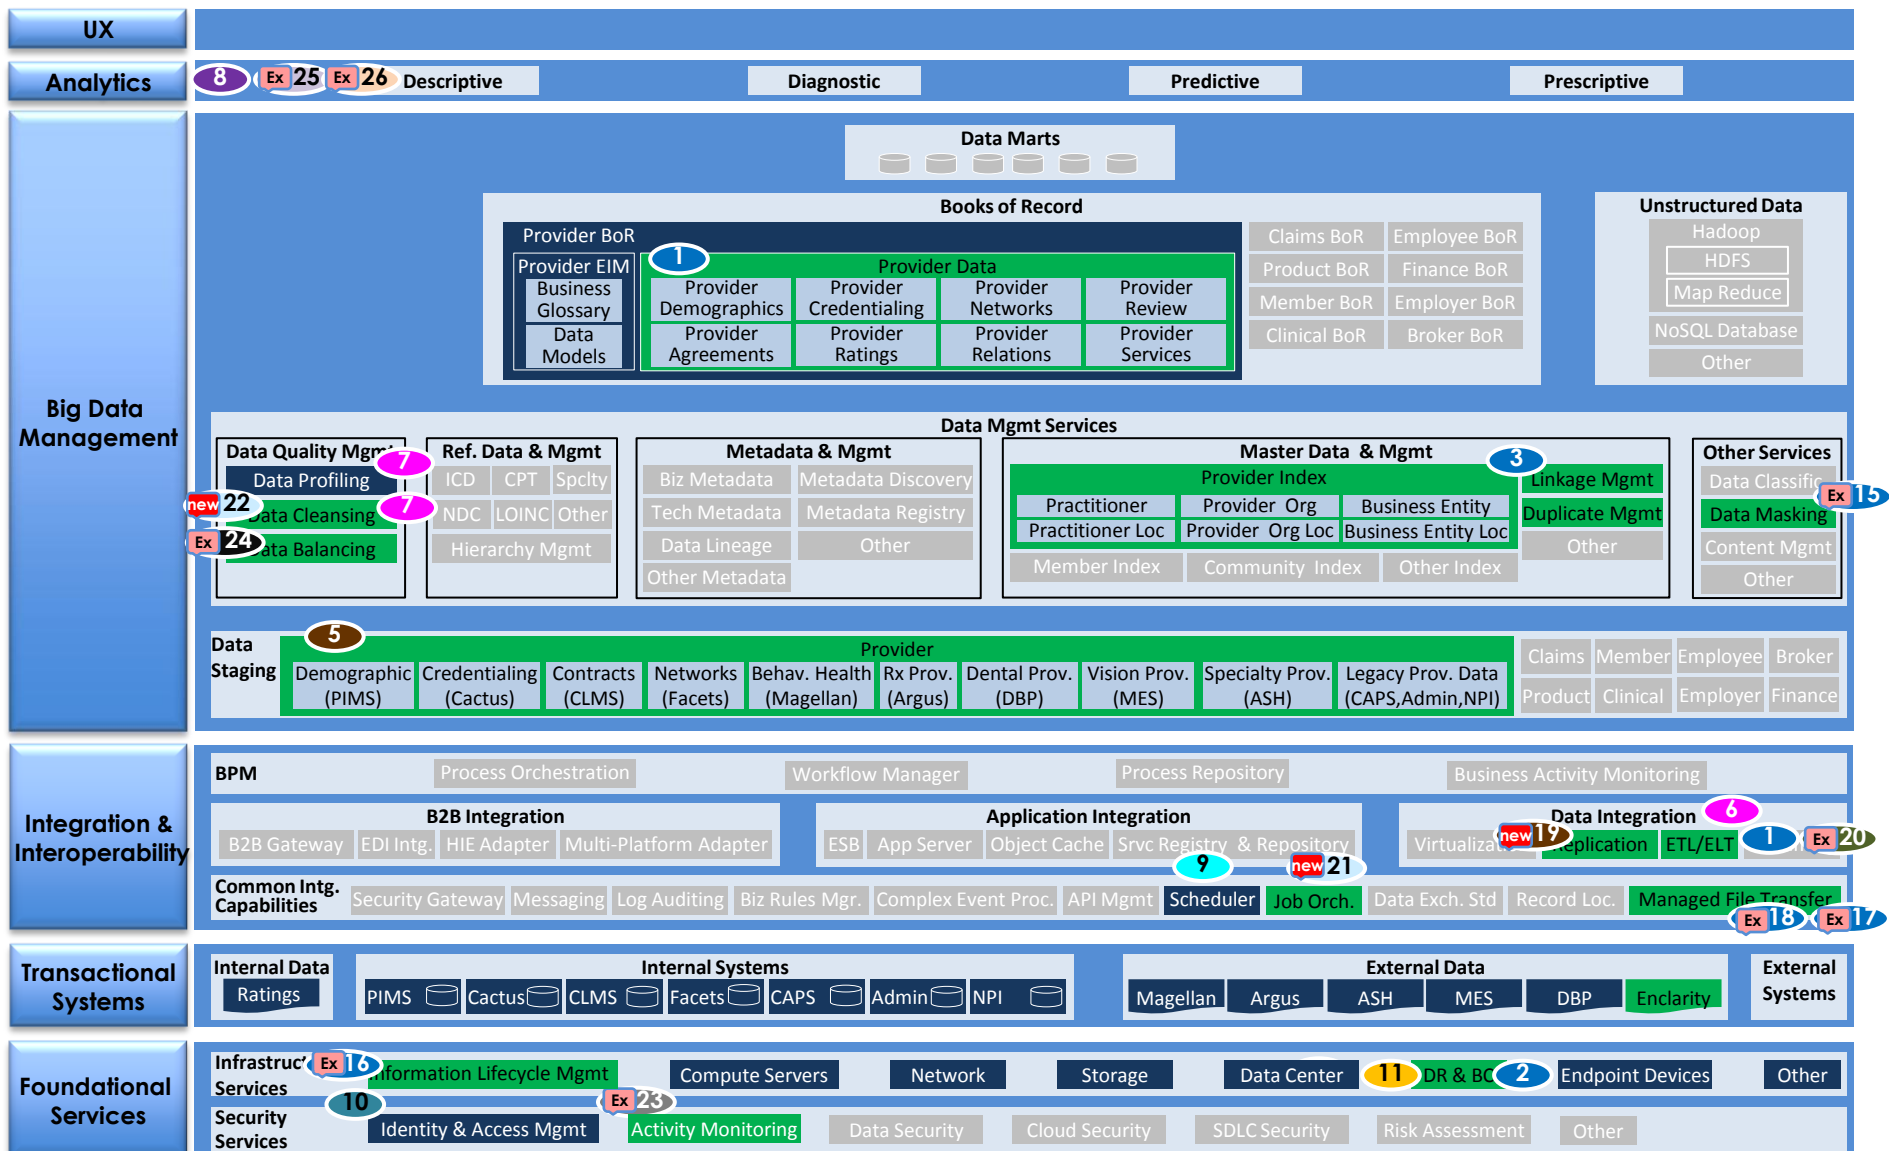 UX
Analytics
8
Ex 25
Ex 26
Descriptive
Diagnostic
Predictive
Prescriptive
Big Data
Management
Data Marts
Books of Record
Provider BoR
Provider EIM
Business
Glossary
Data
Models
1
Provider Data
Provider
Demographics
Provider
Credentialing
Provider
Networks
Provider
Review
Provider
Agreements
Provider
Ratings
Provider
Relations
Provider
Services
Claims BoR
Employee BoR
Product BoR
Finance BoR
Member BoR
Employer BoR
Clinical BoR
Broker BoR
Unstructured Data
Hadoop
HDFS
Map Reduce
NoSQL Database
Other
Data Mgmt Services
Data Quality Mgmt
7
Data Profiling
new 22
Data Cleansing
7
Ex 24
Data Balancing
Ref. Data & Mgmt
ICD
CPT
Spclty
NDC
LOINC
Other
Hierarchy Mgmt
Metadata & Mgmt
Biz Metadata
Metadata Discovery
Tech Metadata
Metadata Registry
Data Lineage
Other
Other Metadata
Master Data & Mgmt
3
Provider Index
Practitioner
Provider Org
Business Entity
Practitioner Loc
Provider Org Loc
Business Entity Loc
Member Index
Community Index
Other Index
Linkage Mgmt
Duplicate Mgmt
Other
Other Services
Data Classific
Ex 15
Data Masking
Content Mgmt
Other
Data
Staging
5
Provider
Demographic
(PIMS)
Credentialing
(Cactus)
Contracts
(CLMS)
Networks
(Facets)
Behav. Health
(Magellan)
Rx Prov.
(Argus)
Dental Prov.
(DBP)
Vision Prov.
(MES)
Specialty Prov.
(ASH)
Legacy Prov. Data
(CAPS,Admin,NPI)
Claims
Member
Employee
Broker
Product
Clinical
Employer
Finance
Integration &
Interoperability
BPM
Process Orchestration
Workflow Manager
Process Repository
Business Activity Monitoring
B2B Integration
B2B Gateway
EDI Intg.
HIE Adapter
Multi-Platform Adapter
Application Integration
ESB
App Server
Object Cache
Srvc Registry & Repository
Data Integration
6
Virtualizat
new 19
Replication
ETL/ELT
1
Ex 20
Common Intg.
Capabilities
Security Gateway
Messaging
Log Auditing
Biz Rules Mgr.
Complex Event Proc.
API Mgmt
9
Scheduler
new 21
Job Orch.
Data Exch. Std
Record Loc.
Managed File Transfer
Ex 18
Ex 17
Transactional
Systems
Internal Data
Ratings
Internal Systems
PIMS
Cactus
CLMS
Facets
CAPS
Admin
NPI
External Data
Magellan
Argus
ASH
MES
DBP
Enclarity
External
Systems
Foundational
Services
Infrastruct
Services
Ex 16
Information Lifecycle Mgmt
Compute Servers
Network
Storage
Data Center
11
DR & BC
2
Endpoint Devices
Other
Security
Services
10
Identity & Access Mgmt
Ex 23
Activity Monitoring
Data Security
Cloud Security
SDLC Security
Risk Assessment
Other